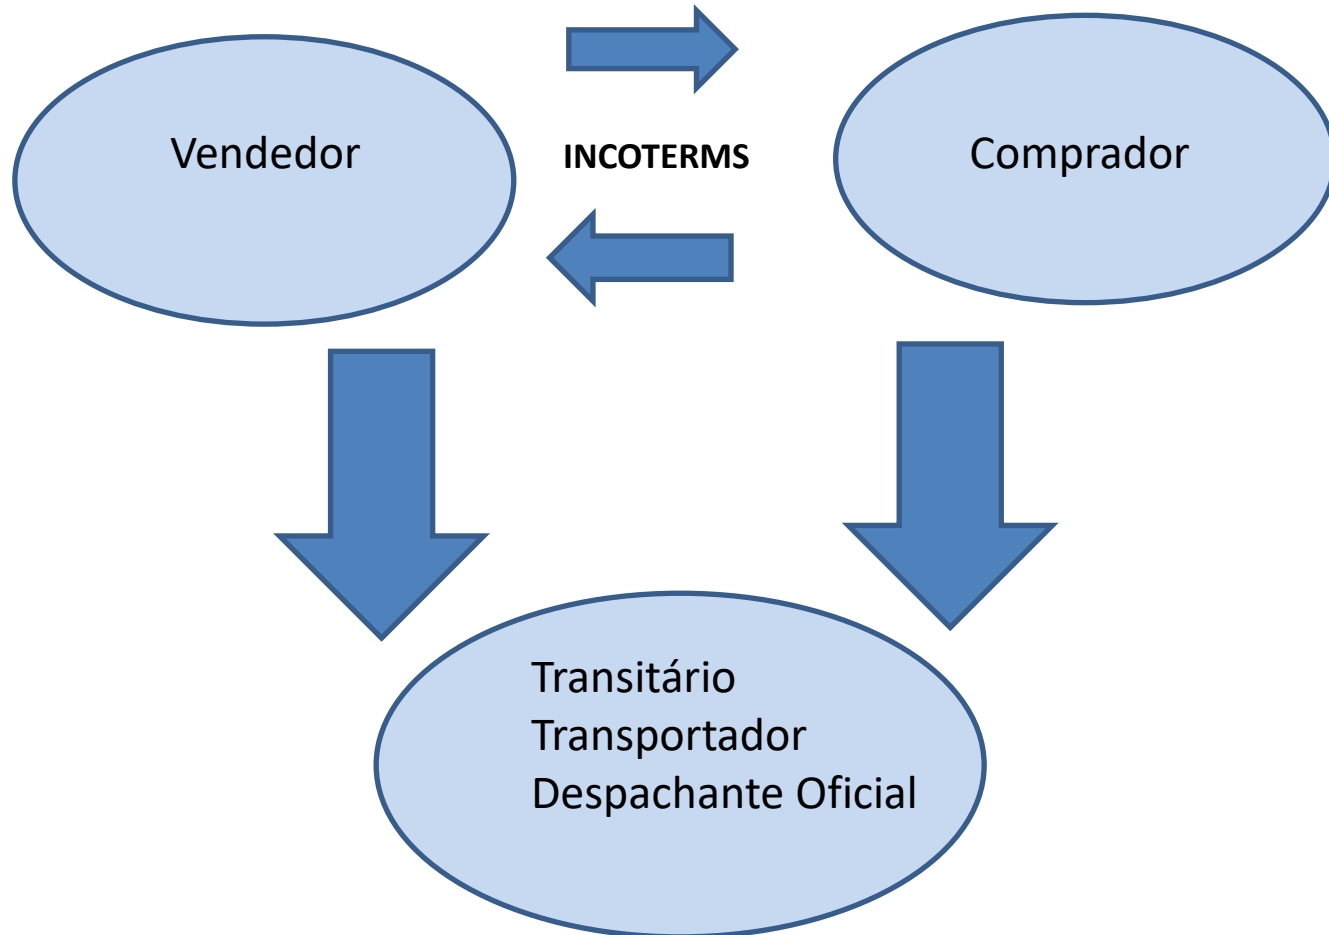 Vendedor
INCOTERMS
Comprador
Transitário
Transportador
Despachante Oficial